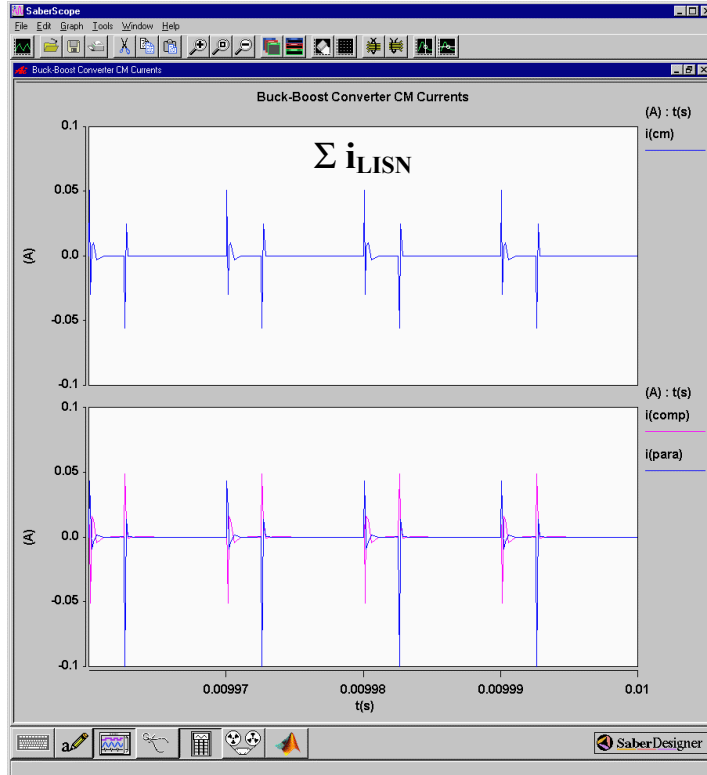 SaberScope
File Edit Graph Tools Window Help
Buck-Boost Converter CM Currents
Buck-Boost Converter CM Currents
(A) : t(s)
i(cm)
0.1
Σ iLISN
0.05
(A)
0.0
-0.05
-0.1
(A) : t(s)
i(comp)
i(para)
0.1
0.05
(A)
0.0
-0.05
-0.1
0.00997 0.00998 0.00999 0.01
t(s)
a
SaberDesigner